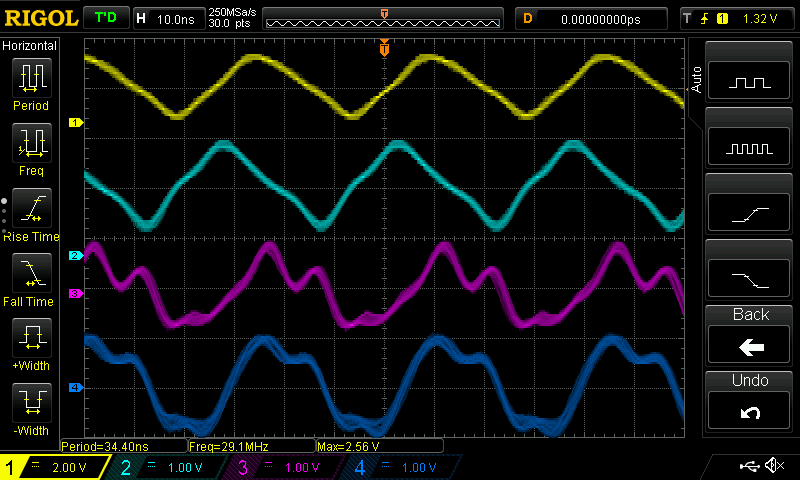 RIGOL T'D H 10.0ns 250MSa/s 30.0 pts T D 0.00000000ps T 1 1.32 V
Horizontal
Period
Freq
Rise Time
Fall Time
+Width
-Width
T
1
2
3
4
Auto
Back
Undo
Period=34.40ns Freq=29.1MHz Max=2.56 V
1 2.00 V 2 1.00 V 3 1.00 V 4 1.00 V